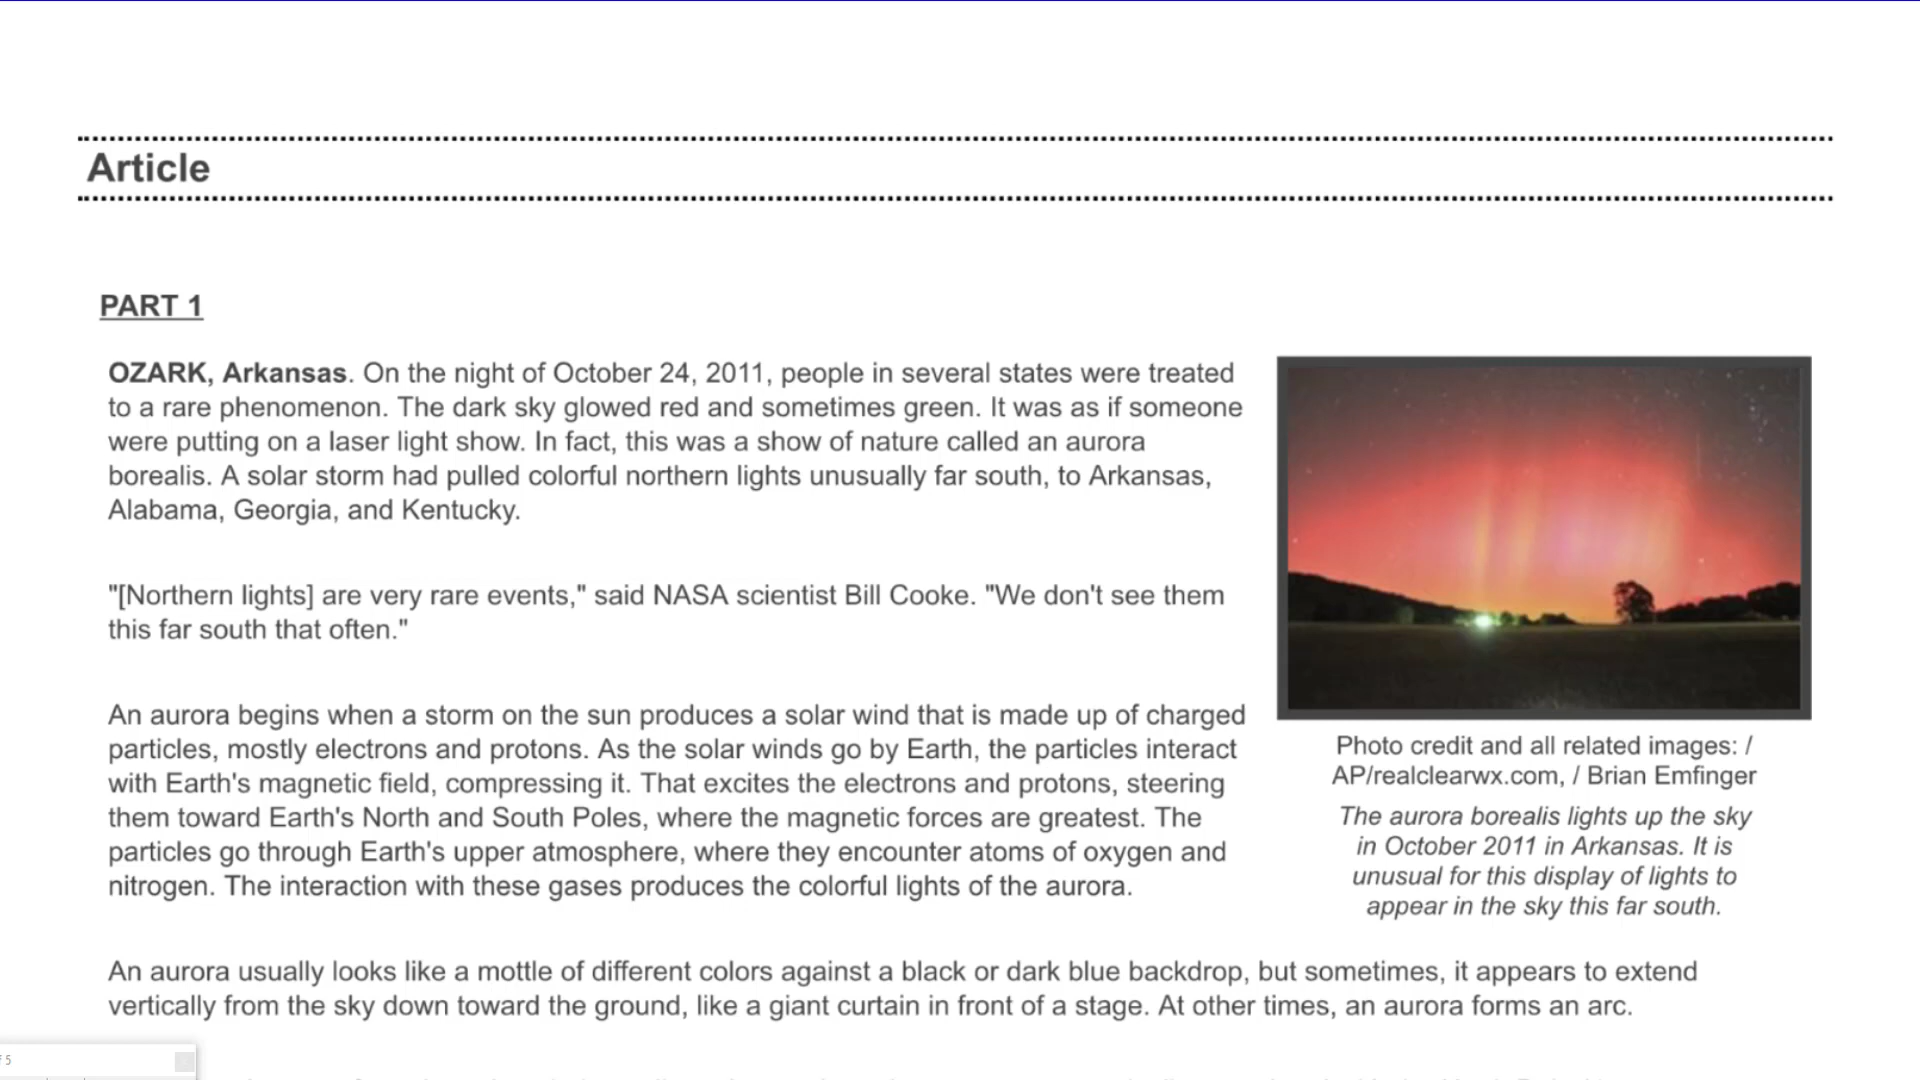 Article
PART 1
OZARK, Arkansas. On the night of October 24, 2011, people in several states were treated
to a rare phenomenon. The dark sky glowed red and sometimes green. It was as if someone
were putting on a laser light show. In fact, this was a show of nature called an aurora
borealis. A solar storm had pulled colorful northern lights unusually far south, to Arkansas,
Alabama, Georgia, and Kentucky.
"[Northern lights] are very rare events," said NASA scientist Bill Cooke. "We don't see them
this far south that often."
An aurora begins when a storm on the sun produces a solar wind that is made up of charged
particles, mostly electrons and protons. As the solar winds go by Earth, the particles interact
with Earth's magnetic field, compressing it. That excites the electrons and protons, steering
them toward Earth's North and South Poles, where the magnetic forces are greatest. The
particles go through Earth's upper atmosphere, where they encounter atoms of oxygen and
nitrogen. The interaction with these gases produces the colorful lights of the aurora.
Photo credit and all related images: /
AP/realclearwx.com, / Brian Emfinger
The aurora borealis lights up the sky
in October 2011 in Arkansas. It is
unusual for this display of lights to
appear in the sky this far south.
An aurora usually looks like a mottle of different colors against a black or dark blue backdrop, but sometimes, it appears to extend
vertically from the sky down toward the ground, like a giant curtain in front of a stage. At other times, an aurora forms an arc.
5